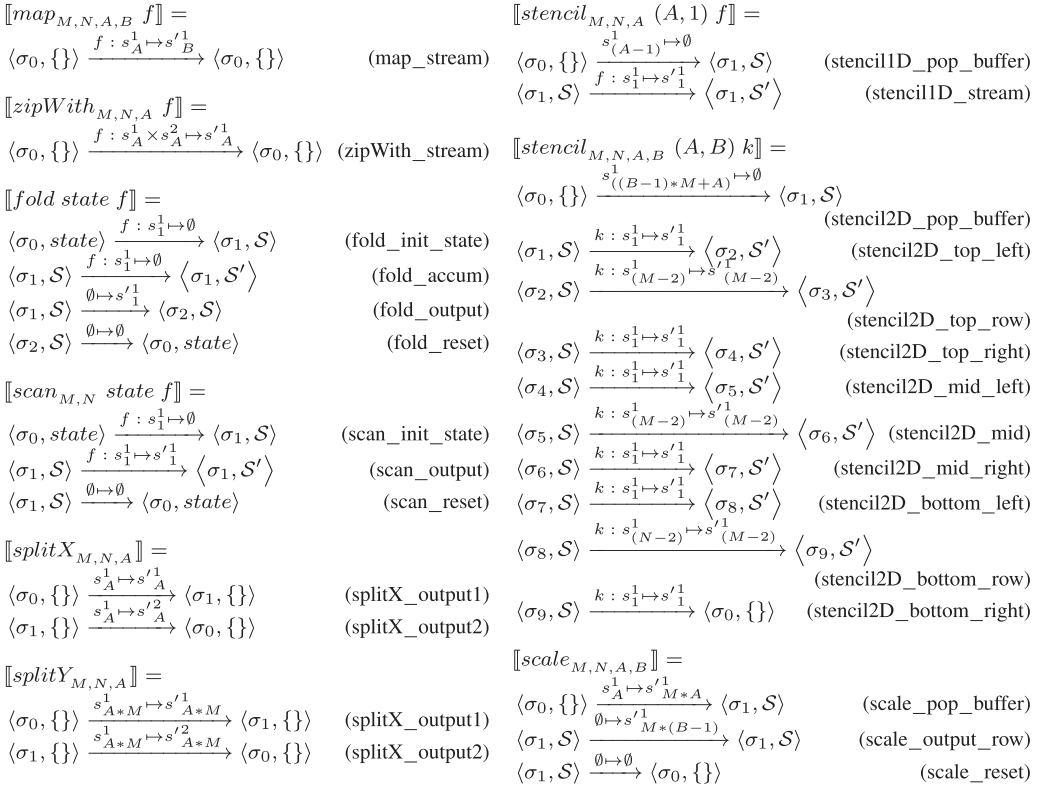 ⟦map_{M,N,A,B} f⟧ =
⟨σ₀, {}⟩ —f : s^1_A ↦ s'^1_B→ ⟨σ₀, {}⟩ (map_stream)
⟦zipWith_{M,N,A} f⟧ =
⟨σ₀, {}⟩ —f : s^1_A × s^2_A ↦ s'^1_A→ ⟨σ₀, {}⟩ (zipWith_stream)
⟦fold state f⟧ =
⟨σ₀, state⟩ —f : s^1_1 ↦ ∅→ ⟨σ₁, 𝒮⟩ (fold_init_state)
⟨σ₁, 𝒮⟩ —f : s^1_1 ↦ ∅→ ⟨σ₁, 𝒮'⟩ (fold_accum)
⟨σ₁, 𝒮⟩ —∅ ↦ s'^1_1→ ⟨σ₂, 𝒮⟩ (fold_output)
⟨σ₂, 𝒮⟩ —∅ ↦ ∅→ ⟨σ₀, state⟩ (fold_reset)
⟦scan_{M,N} state f⟧ =
⟨σ₀, state⟩ —f : s^1_1 ↦ ∅→ ⟨σ₁, 𝒮⟩ (scan_init_state)
⟨σ₁, 𝒮⟩ —f : s^1_1 ↦ s'^1_1→ ⟨σ₁, 𝒮'⟩ (scan_output)
⟨σ₁, 𝒮⟩ —∅ ↦ ∅→ ⟨σ₀, state⟩ (scan_reset)
⟦splitX_{M,N,A}⟧ =
⟨σ₀, {}⟩ —s^1_A ↦ s'^1_A→ ⟨σ₁, {}⟩ (splitX_output1)
⟨σ₁, {}⟩ —s^1_A ↦ s'^2_A→ ⟨σ₀, {}⟩ (splitX_output2)
⟦splitY_{M,N,A}⟧ =
⟨σ₀, {}⟩ —s^1_{A∗M} ↦ s'^1_{A∗M}→ ⟨σ₁, {}⟩ (splitX_output1)
⟨σ₁, {}⟩ —s^1_{A∗M} ↦ s'^2_{A∗M}→ ⟨σ₀, {}⟩ (splitX_output2)
⟦stencil_{M,N,A} (A, 1) f⟧ =
⟨σ₀, {}⟩ —s^1_{(A−1)} ↦ ∅→ ⟨σ₁, 𝒮⟩ (stencil1D_pop_buffer)
⟨σ₁, 𝒮⟩ —f : s^1_1 ↦ s'^1_1→ ⟨σ₁, 𝒮'⟩ (stencil1D_stream)
⟦stencil_{M,N,A,B} (A, B) k⟧ =
⟨σ₀, {}⟩ —s^1_{((B−1)∗M+A)} ↦ ∅→ ⟨σ₁, 𝒮⟩
(stencil2D_pop_buffer)
⟨σ₁, 𝒮⟩ —k : s^1_1 ↦ s'^1_1→ ⟨σ₂, 𝒮'⟩ (stencil2D_top_left)
⟨σ₂, 𝒮⟩ —k : s^1_{(M−2)} ↦ s'^1_{(M−2)}→ ⟨σ₃, 𝒮'⟩
(stencil2D_top_row)
⟨σ₃, 𝒮⟩ —k : s^1_1 ↦ s'^1_1→ ⟨σ₄, 𝒮'⟩ (stencil2D_top_right)
⟨σ₄, 𝒮⟩ —k : s^1_1 ↦ s'^1_1→ ⟨σ₅, 𝒮'⟩ (stencil2D_mid_left)
⟨σ₅, 𝒮⟩ —k : s^1_{(M−2)} ↦ s'^1_{(M−2)}→ ⟨σ₆, 𝒮'⟩ (stencil2D_mid)
⟨σ₆, 𝒮⟩ —k : s^1_1 ↦ s'^1_1→ ⟨σ₇, 𝒮'⟩ (stencil2D_mid_right)
⟨σ₇, 𝒮⟩ —k : s^1_1 ↦ s'^1_1→ ⟨σ₈, 𝒮'⟩ (stencil2D_bottom_left)
⟨σ₈, 𝒮⟩ —k : s^1_{(N−2)} ↦ s'^1_{(M−2)}→ ⟨σ₉, 𝒮'⟩
(stencil2D_bottom_row)
⟨σ₉, 𝒮⟩ —k : s^1_1 ↦ s'^1_1→ ⟨σ₀, {}⟩ (stencil2D_bottom_right)
⟦scale_{M,N,A,B}⟧ =
⟨σ₀, {}⟩ —s^1_A ↦ s'^1_{M∗A}→ ⟨σ₁, 𝒮⟩ (scale_pop_buffer)
⟨σ₁, 𝒮⟩ —∅ ↦ s'^1_{M∗(B−1)}→ ⟨σ₁, 𝒮⟩ (scale_output_row)
⟨σ₁, 𝒮⟩ —∅ ↦ ∅→ ⟨σ₀, {}⟩ (scale_reset)